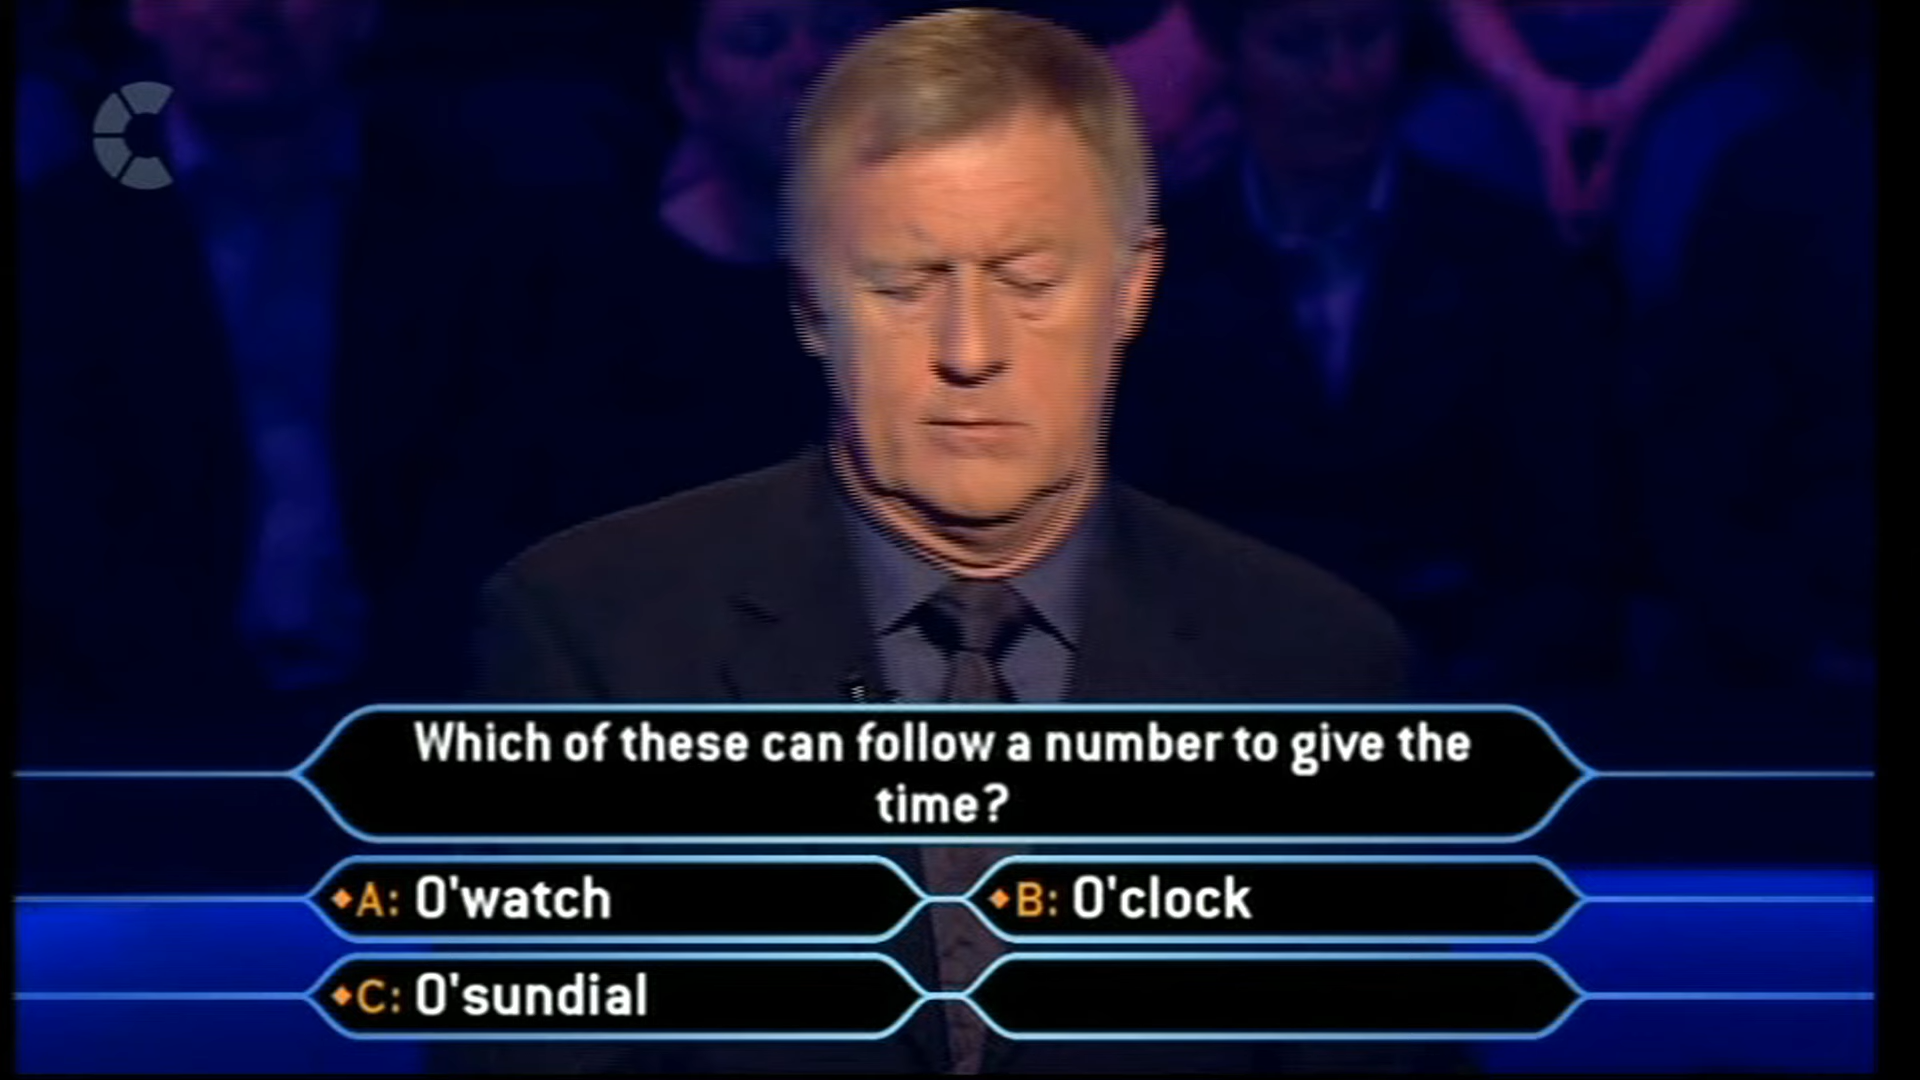 Which of these can follow a number to give the
time?
A: O'watch
B: O'clock
C: O'sundial